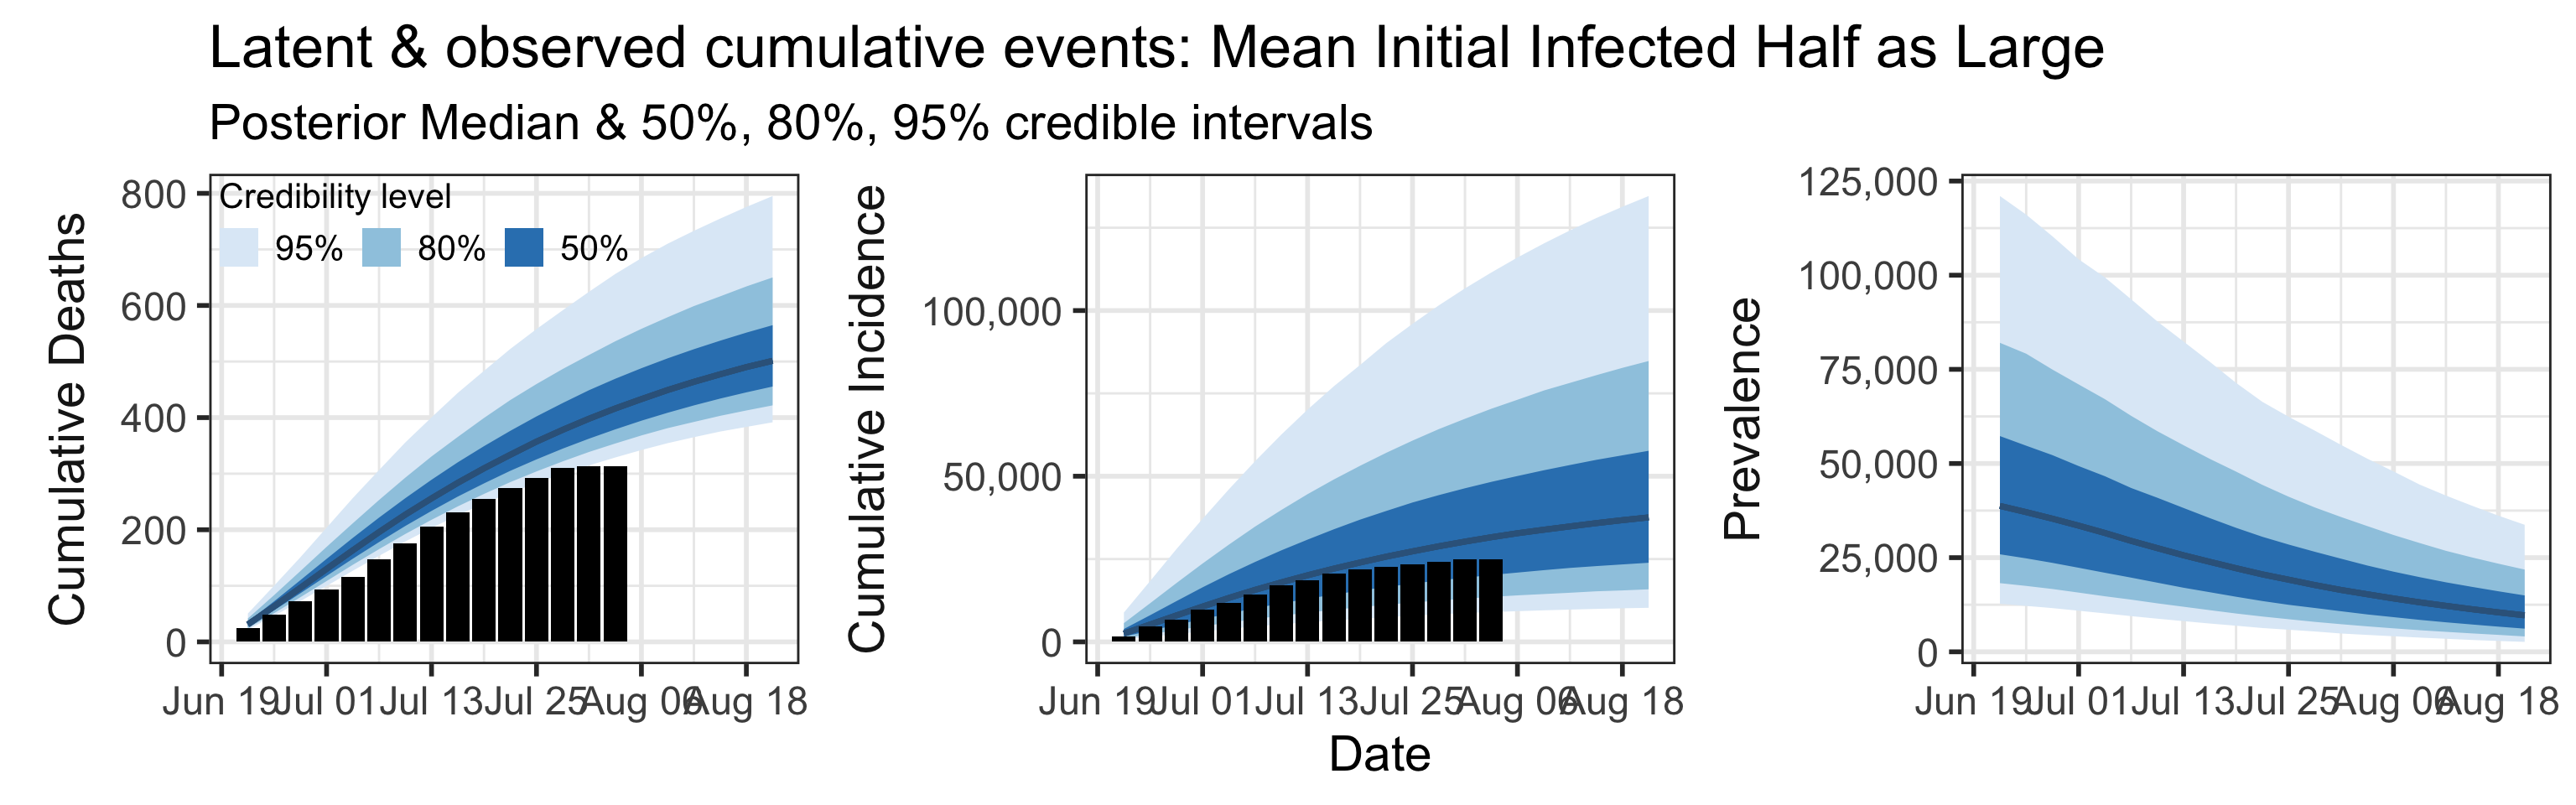 Latent & observed cumulative events: Mean Initial Infected Half as Large
Posterior Median & 50%, 80%, 95% credible intervals
Cumulative Deaths
800
600
400
200
0
Credibility level
95% 80% 50%
Jun 19 Jul 01 Jul 13 Jul 25 Aug 06 Aug 18
Cumulative Incidence
100,000
50,000
0
Jun 19 Jul 01 Jul 13 Jul 25 Aug 06 Aug 18
Prevalence
125,000
100,000
75,000
50,000
25,000
0
Jun 19 Jul 01 Jul 13 Jul 25 Aug 06 Aug 18
Date